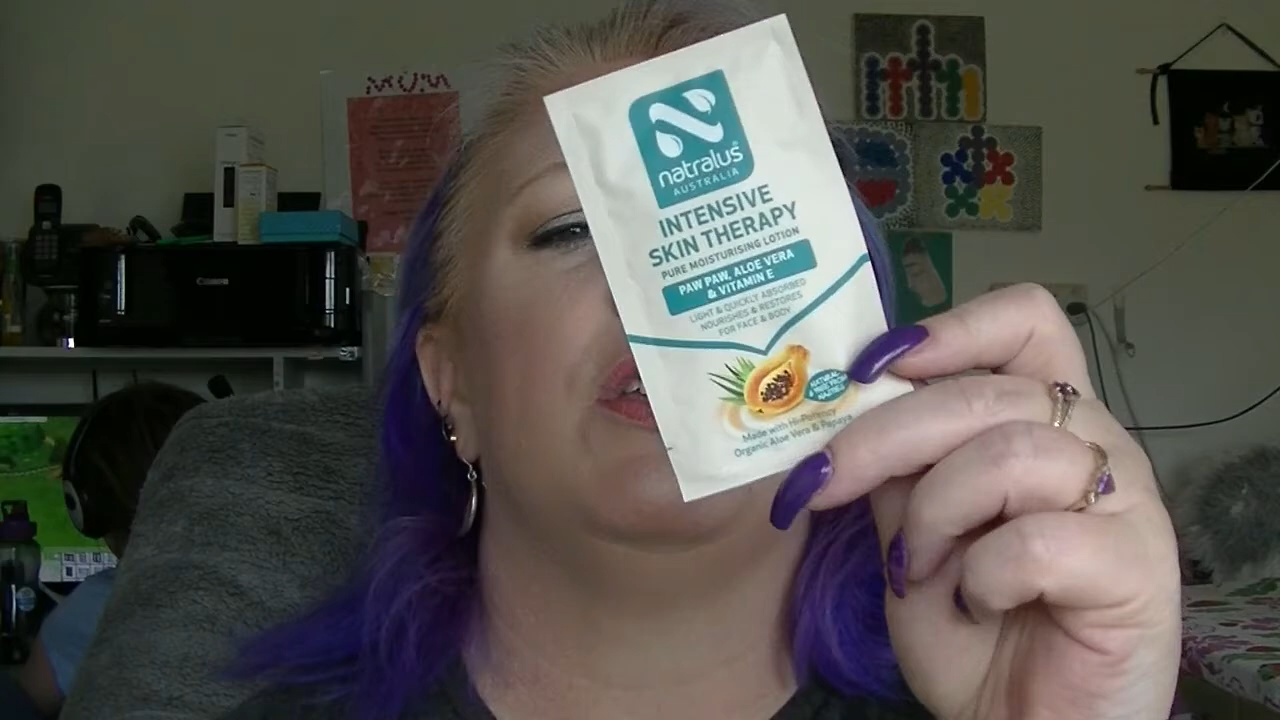 MUM
Canon
natralus
AUSTRALIA
INTENSIVE
SKIN THERAPY
PURE MOISTURISING LOTION
PAW PAW, ALOE VERA
& VITAMIN E
LIGHT & QUICKLY ABSORBED
NOURISHES & RESTORES
FOR FACE & BODY
Made with Hi-Potency
Organic Aloe Vera & Papaya